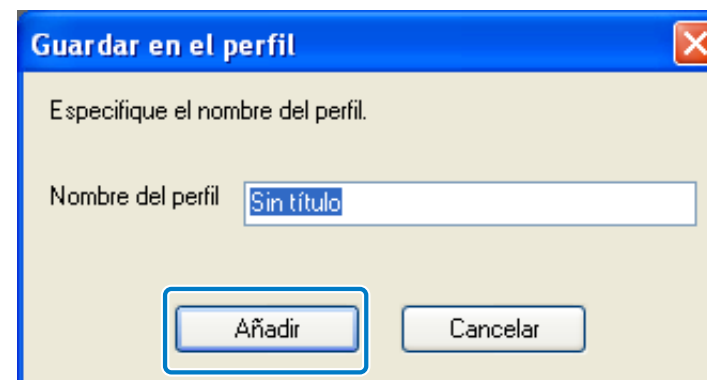 Guardar en el perfil
Especifique el nombre del perfil.
Nombre del perfil Sin título
Añadir Cancelar